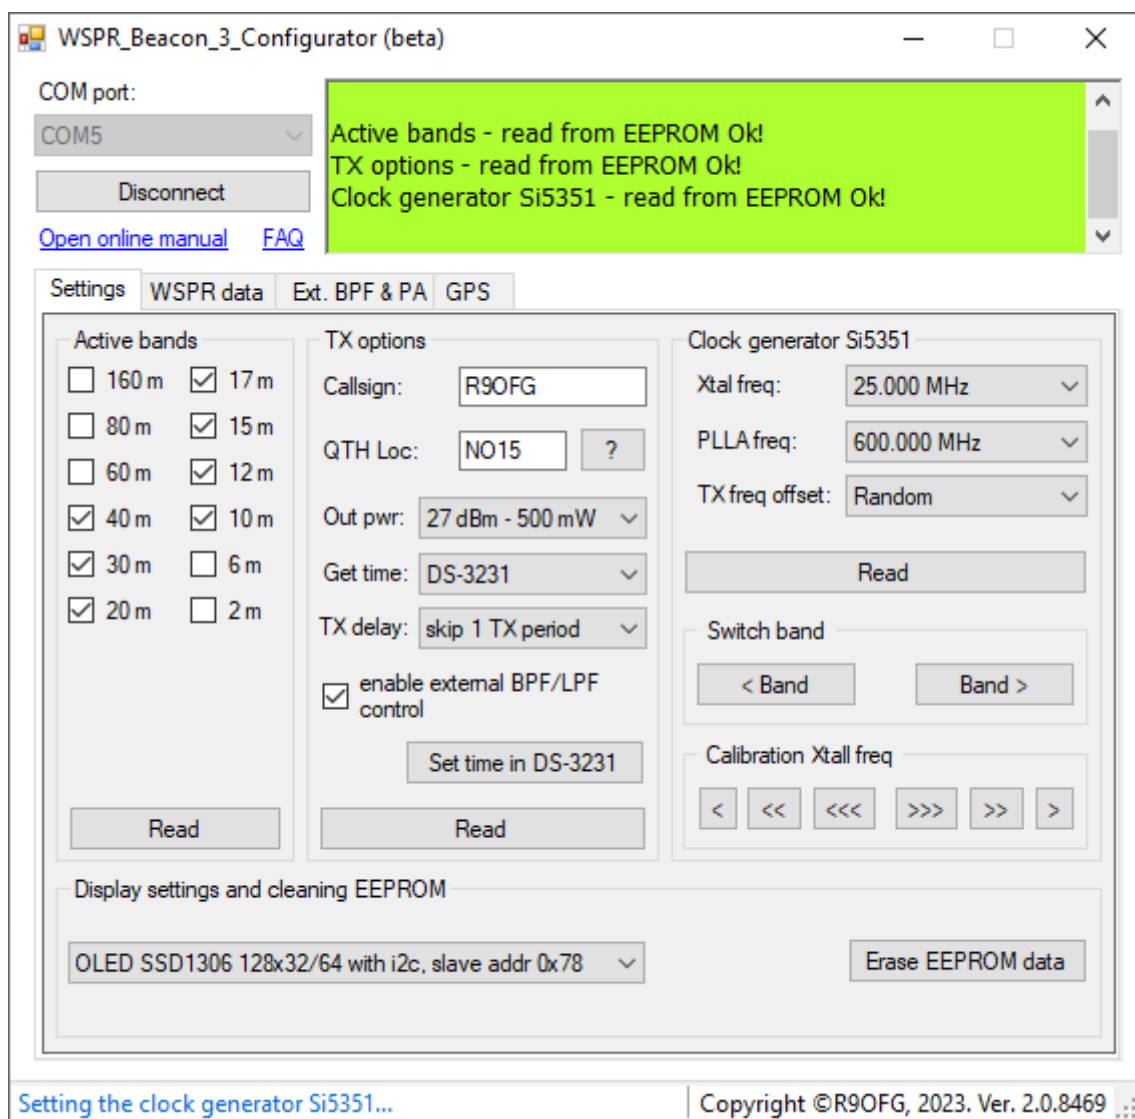 WSPR_Beacon_3_Configurator (beta)
COM port:
COM5
Disconnect
Open online manual FAQ
Active bands - read from EEPROM Ok!
TX options - read from EEPROM Ok!
Clock generator Si5351 - read from EEPROM Ok!
Settings WSPR data Ext. BPF & PA GPS
Active bands
160 m 17 m
80 m 15 m
60 m 12 m
40 m 10 m
30 m 6 m
20 m 2 m
Read
TX options
Callsign: R9OFG
QTH Loc: NO15 ?
Out pwr: 27 dBm - 500 mW
Get time: DS-3231
TX delay: skip 1 TX period
enable external BPF/LPF
control
Set time in DS-3231
Read
Clock generator Si5351
Xtal freq: 25.000 MHz
PLLA freq: 600.000 MHz
TX freq offset: Random
Read
Switch band
< Band Band >
Calibration Xtall freq
< << <<< >>> >> >
Display settings and cleaning EEPROM
OLED SSD1306 128x32/64 with i2c, slave addr 0x78
Erase EEPROM data
Setting the clock generator Si5351...
Copyright ©R9OFG, 2023. Ver. 2.0.8469